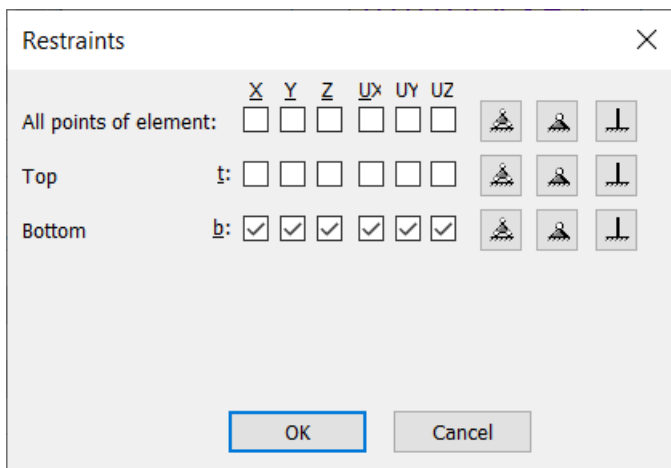 Restraints
X Y Z UX UY UZ
All points of element:
Top t:
Bottom b:
OK Cancel